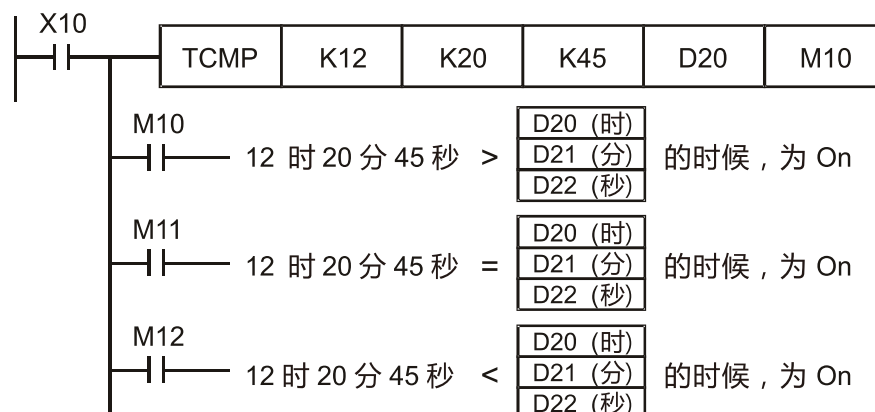 X10
TCMP K12 K20 K45 D20 M10
M10
12 时 20 分 45 秒 > D20 (时) 的时候，为 On
D21 (分)
D22 (秒)
M11
12 时 20 分 45 秒 = D20 (时) 的时候，为 On
D21 (分)
D22 (秒)
M12
12 时 20 分 45 秒 < D20 (时) 的时候，为 On
D21 (分)
D22 (秒)